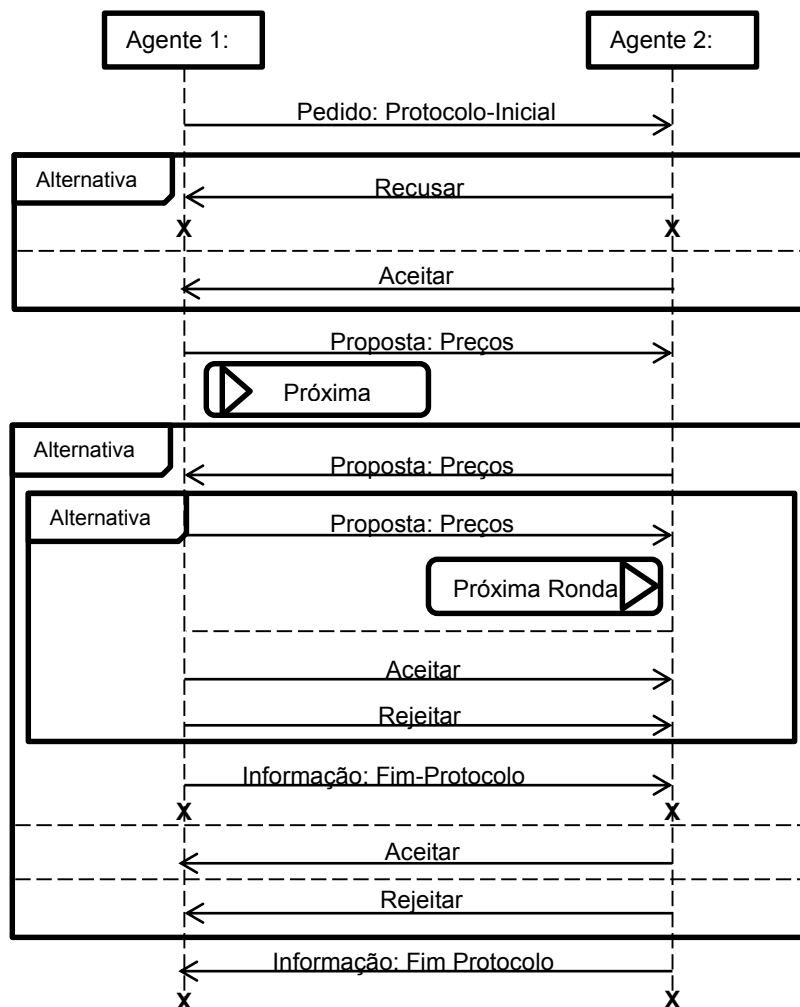 Agente 1:
Agente 2:
Pedido: Protocolo-Inicial
Alternativa
Recusar
X
X
Aceitar
Proposta: Preços
Próxima
Alternativa
Proposta: Preços
Alternativa
Proposta: Preços
Próxima Ronda
Aceitar
Rejeitar
Informação: Fim-Protocolo
X
X
Aceitar
Rejeitar
Informação: Fim Protocolo
X
X